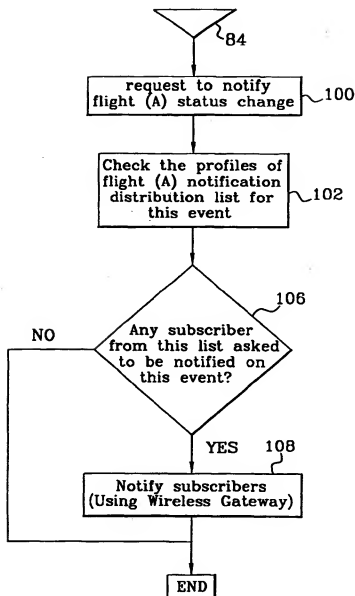 84
request to notify
flight (A) status change
100
Check the profiles of
flight (A) notification
distribution list for
this event
102
106
Any subscriber
from this list asked
to be notified on
this event?
NO
YES
108
Notify subscribers
(Using Wireless Gateway)
END